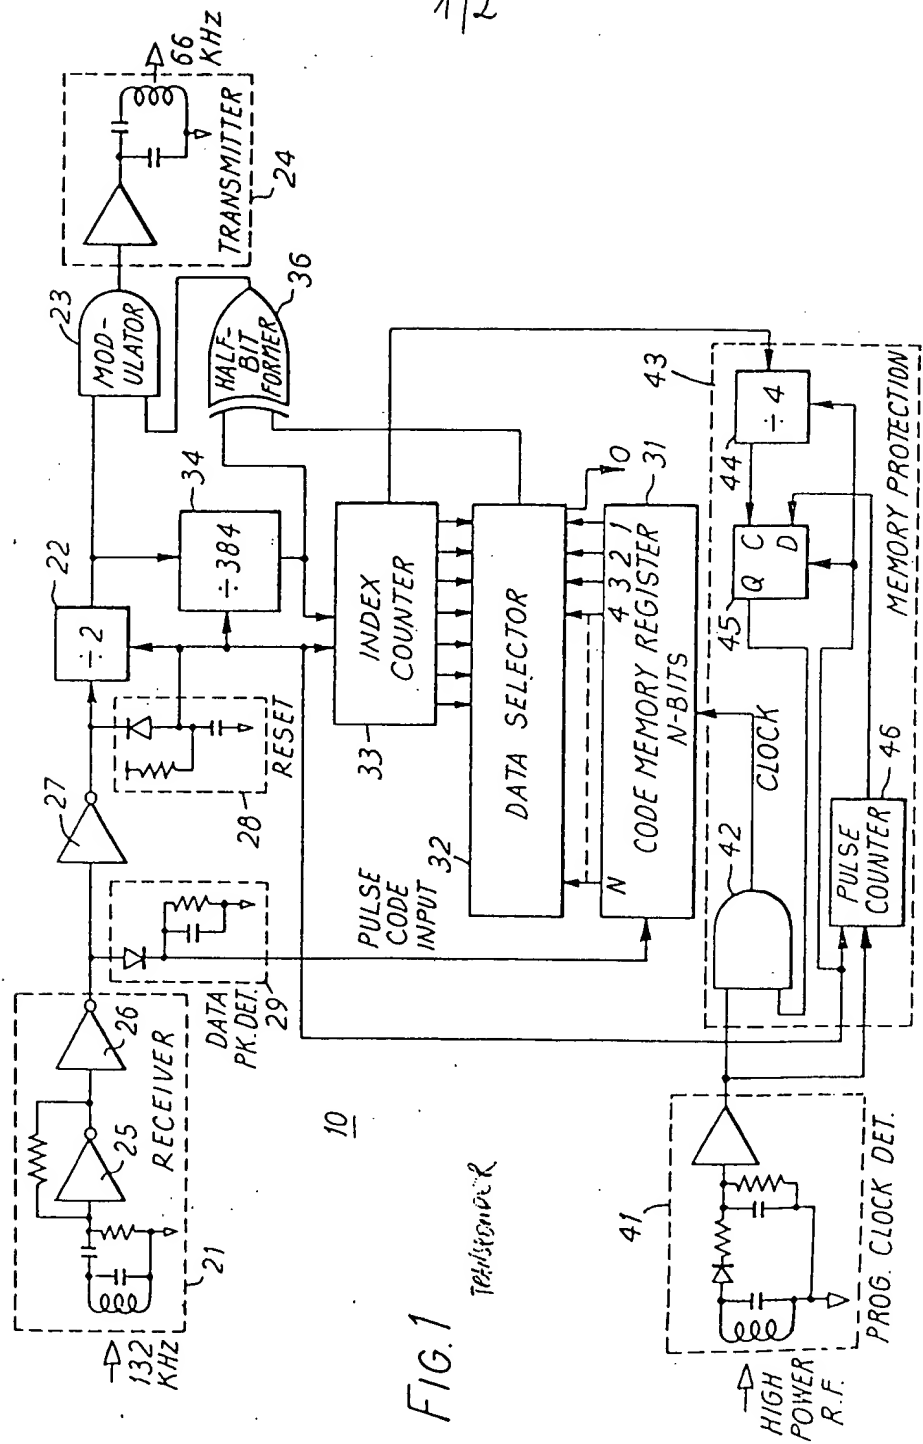 1/2
132
KHZ
21
RECEIVER
25
26
27
DATA
PK. DET.
29
28
RESET
22
÷2
34
÷384
23
MOD-
ULATOR
HALF-
BIT
FORMER
36
TRANSMITTER
24
66
KHZ
33
INDEX
COUNTER
32
DATA SELECTOR
PULSE
CODE
INPUT
O
N
4 3 2 1
31
CODE MEMORY REGISTER
N-BITS
CLOCK
42
43
44
÷4
45
Q C
D
46
PULSE
COUNTER
MEMORY PROTECTION
41
PROG. CLOCK DET.
HIGH
POWER
R.F.
10
FIG. 1
TRANSPONDER